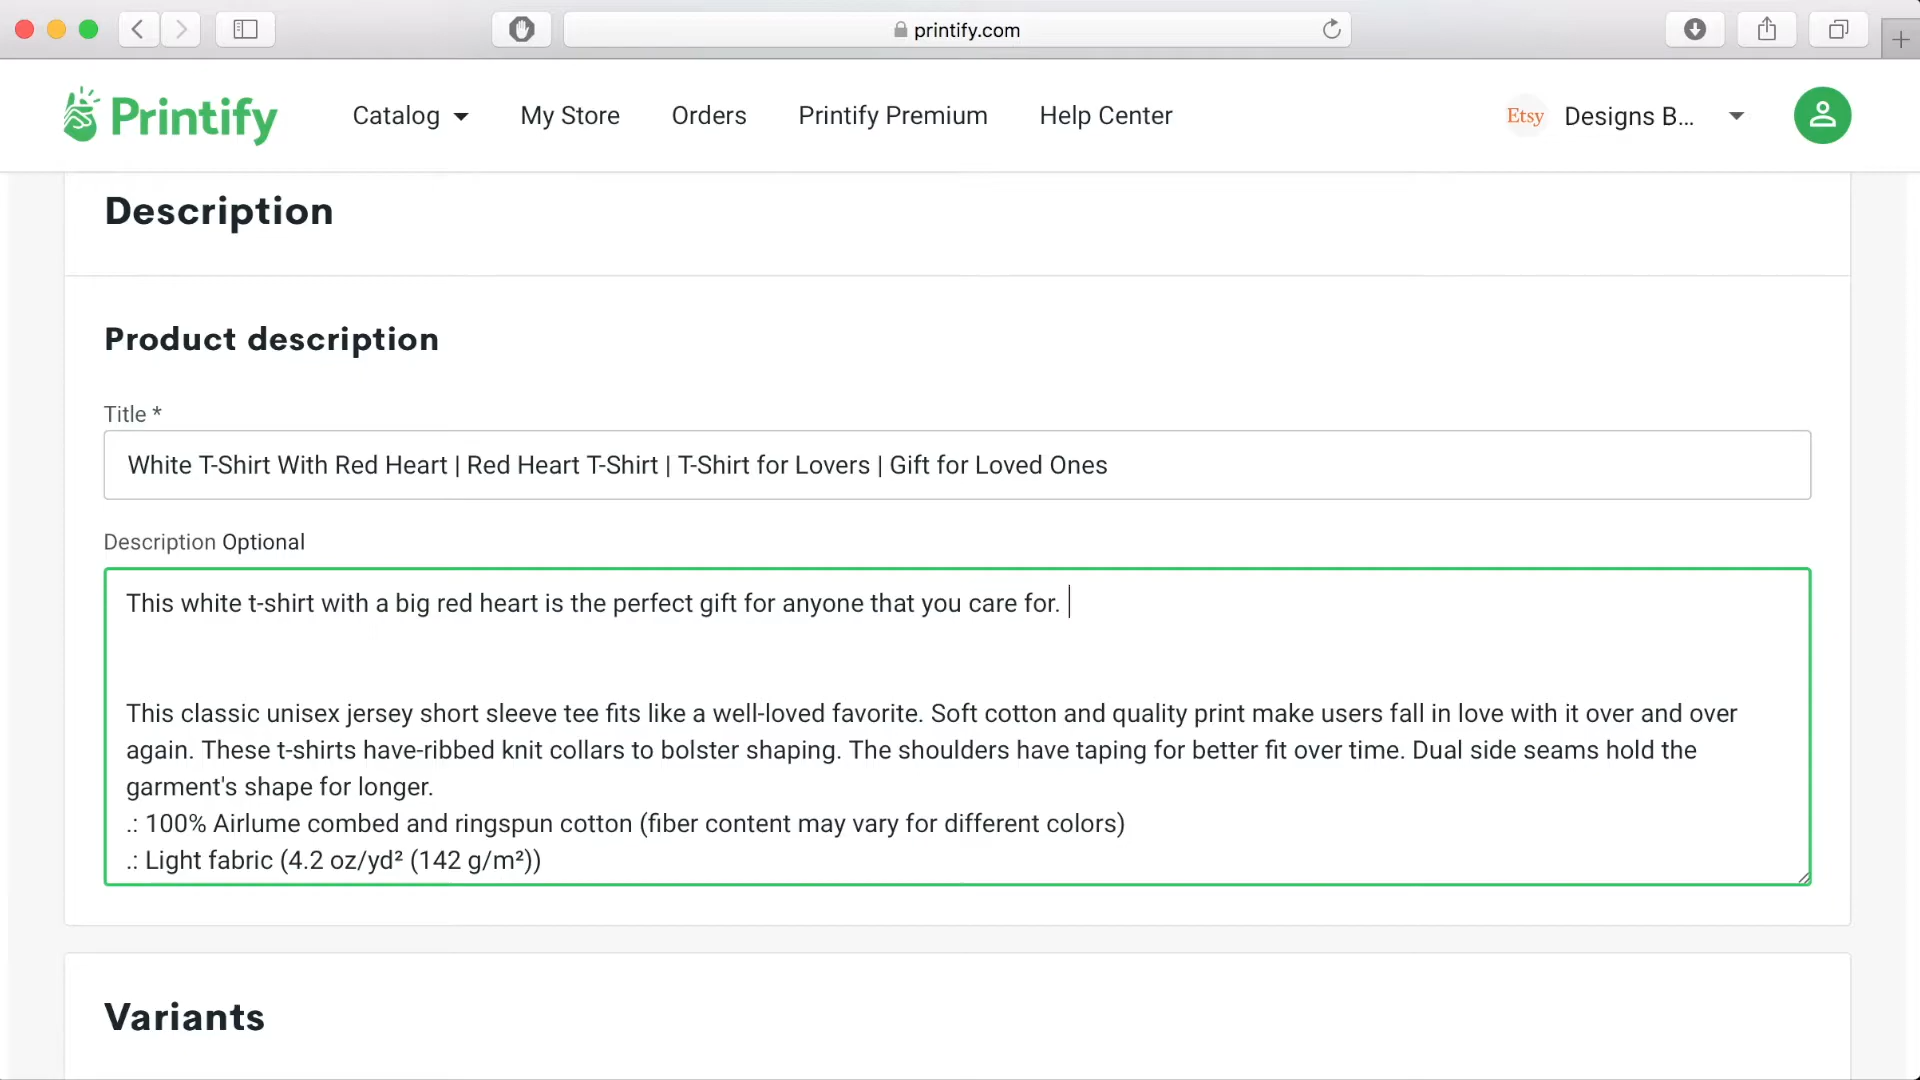 printify.com
Printify
Catalog
My Store
Orders
Printify Premium
Help Center
Etsy
Designs B...
Description
Product description
Title *
White T-Shirt With Red Heart | Red Heart T-Shirt | T-Shirt for Lovers | Gift for Loved Ones
Description Optional
This white t-shirt with a big red heart is the perfect gift for anyone that you care for.
This classic unisex jersey short sleeve tee fits like a well-loved favorite. Soft cotton and quality print make users fall in love with it over and over
again. These t-shirts have-ribbed knit collars to bolster shaping. The shoulders have taping for better fit over time. Dual side seams hold the
garment's shape for longer.
.: 100% Airlume combed and ringspun cotton (fiber content may vary for different colors)
.: Light fabric (4.2 oz/yd² (142 g/m²))
Variants